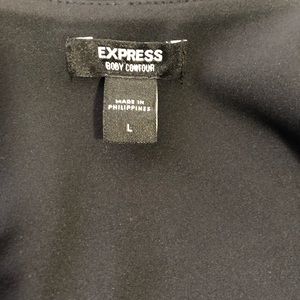 EXPRESS
BODY CONTOUR
MADE IN
PHILIPPINES
L